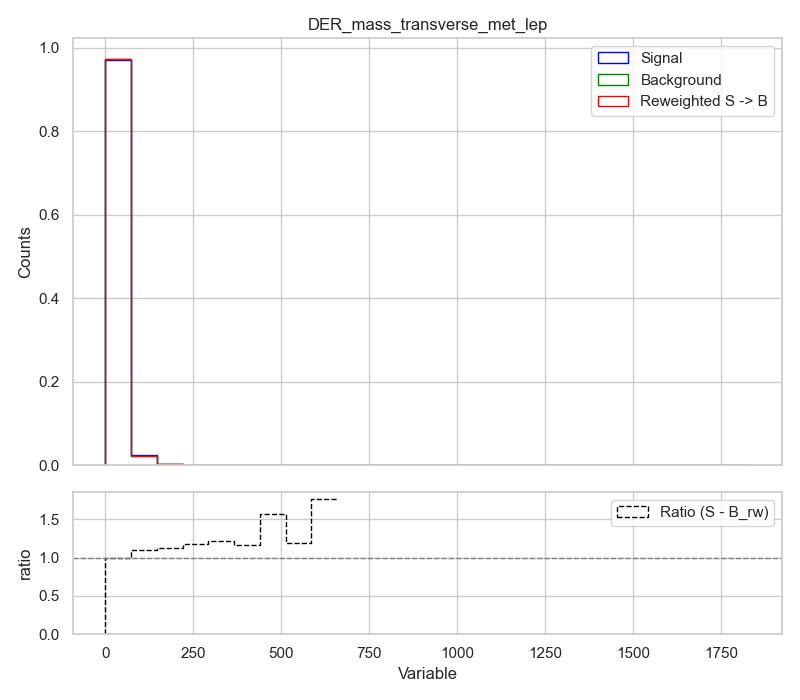 DER_mass_transverse_met_lep
1.0
0.8
0.6
0.4
0.2
0.0
Counts
Signal
Background
Reweighted S -> B
1.5
1.0
0.5
0.0
ratio
Ratio (S - B_rw)
0 250 500 750 1000 1250 1500 1750
Variable